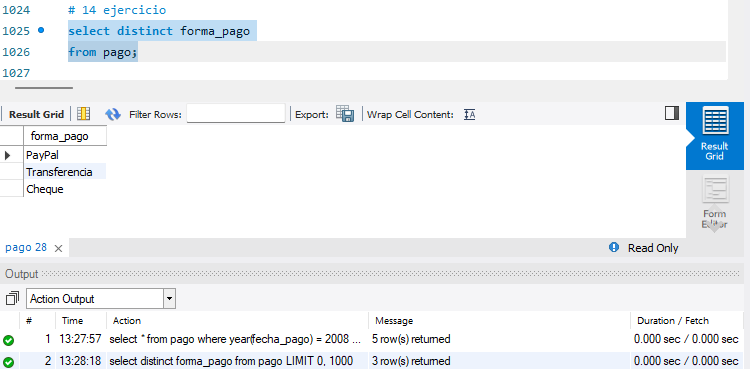 1024 # 14 ejercicio
1025 select distinct forma_pago
1026 from pago;
1027
Result Grid Filter Rows: Export: Wrap Cell Content:
forma_pago
PayPal
Transferencia
Cheque
Result
Grid
Form
Editor
pago 28
Read Only
Output
Action Output
# Time Action Message Duration / Fetch
1 13:27:57 select * from pago where year(fecha_pago) = 2008 ... 5 row(s) returned 0.000 sec / 0.000 sec
2 13:28:18 select distinct forma_pago from pago LIMIT 0, 1000 3 row(s) returned 0.000 sec / 0.000 sec